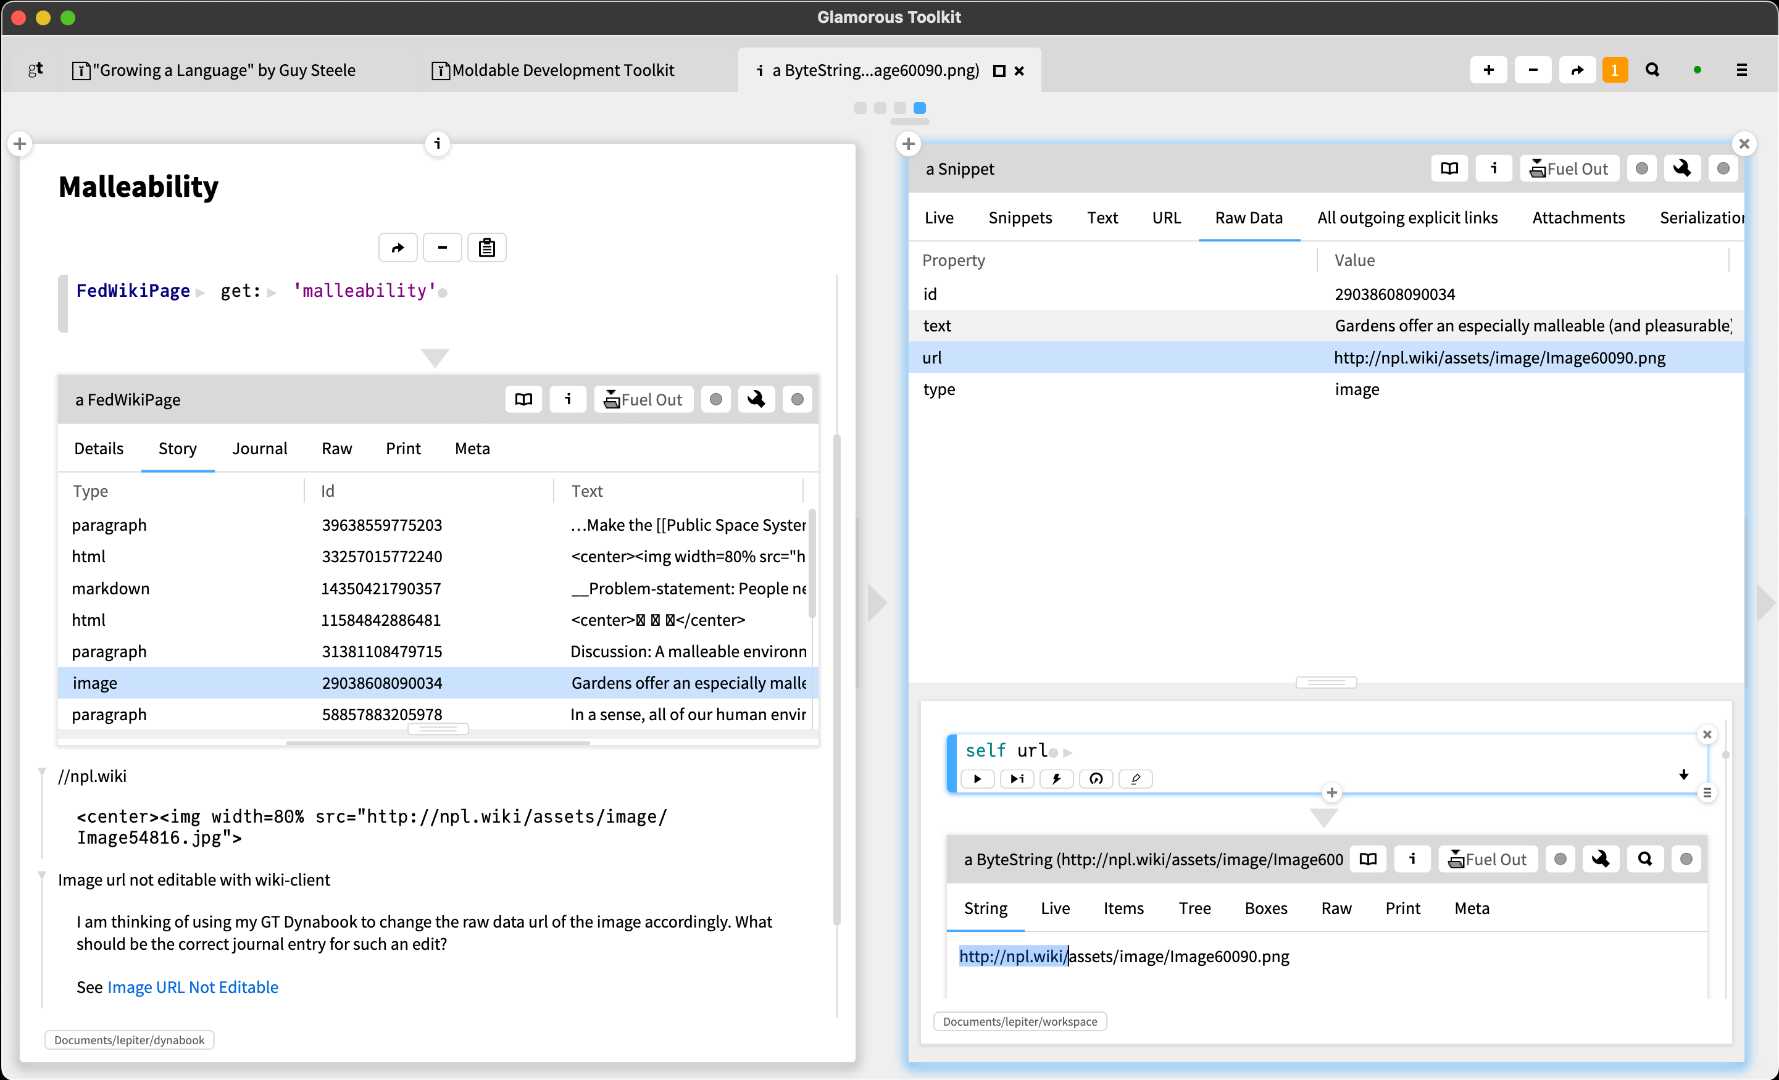 Glamorous Toolkit
gt
"Growing a Language" by Guy Steele
Moldable Development Toolkit
i a ByteString...age60090.png)
1
Malleability
FedWikiPage get: 'malleability'
a FedWikiPage
i
Fuel Out
Details Story Journal Raw Print Meta
Type Id Text
paragraph 39638559775203 …Make the [[Public Space System
html 33257015772240 <center><img width=80% src="h
markdown 14350421790357 __Problem-statement: People ne
html 11584842886481 <center></center>
paragraph 31381108479715 Discussion: A malleable environm
image 29038608090034 Gardens offer an especially malle
paragraph 58857883205978 In a sense, all of our human envir
//npl.wiki
<center><img width=80% src="http://npl.wiki/assets/image/
Image54816.jpg">
Image url not editable with wiki-client
I am thinking of using my GT Dynabook to change the raw data url of the image accordingly. What
should be the correct journal entry for such an edit?
See Image URL Not Editable
Documents/lepiter/dynabook
a Snippet
i
Fuel Out
Live Snippets Text URL Raw Data All outgoing explicit links Attachments Serialization
Property Value
id 29038608090034
text Gardens offer an especially malleable (and pleasurable)
url http://npl.wiki/assets/image/Image60090.png
type image
self url
a ByteString (http://npl.wiki/assets/image/Image600
i
Fuel Out
String Live Items Tree Boxes Raw Print Meta
http://npl.wiki/assets/image/Image60090.png
Documents/lepiter/workspace